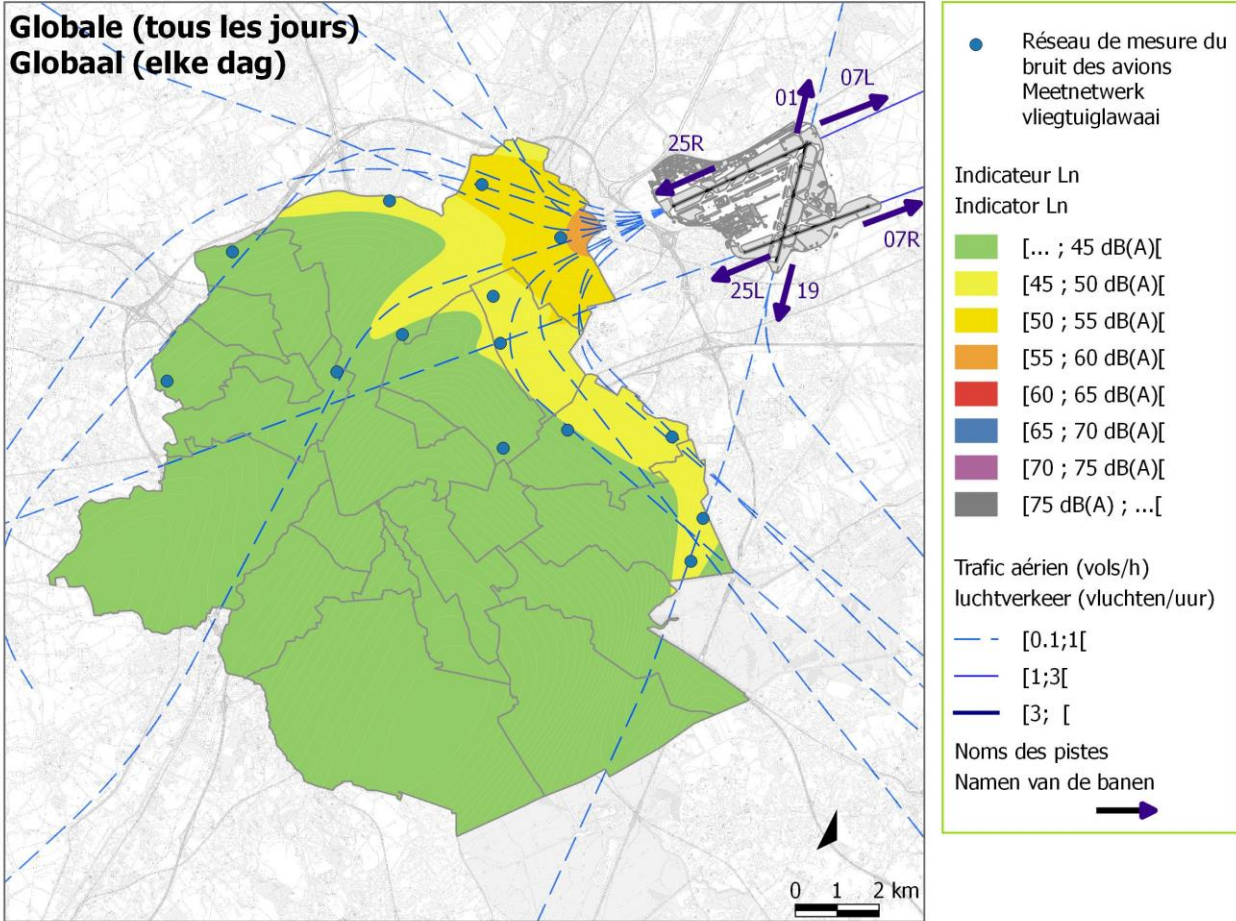 Globale (tous les jours)
Globaal (elke dag)
01
07L
25R
07R
25L
19
0 1 2 km
Réseau de mesure du
bruit des avions
Meetnetwerk
vliegtuiglawaai
Indicateur Ln
Indicator Ln
[... ; 45 dB(A)[
[45 ; 50 dB(A)[
[50 ; 55 dB(A)[
[55 ; 60 dB(A)[
[60 ; 65 dB(A)[
[65 ; 70 dB(A)[
[70 ; 75 dB(A)[
[75 dB(A) ; ...[
Trafic aérien (vols/h)
luchtverkeer (vluchten/uur)
[0.1;1[
[1;3[
[3; [
Noms des pistes
Namen van de banen